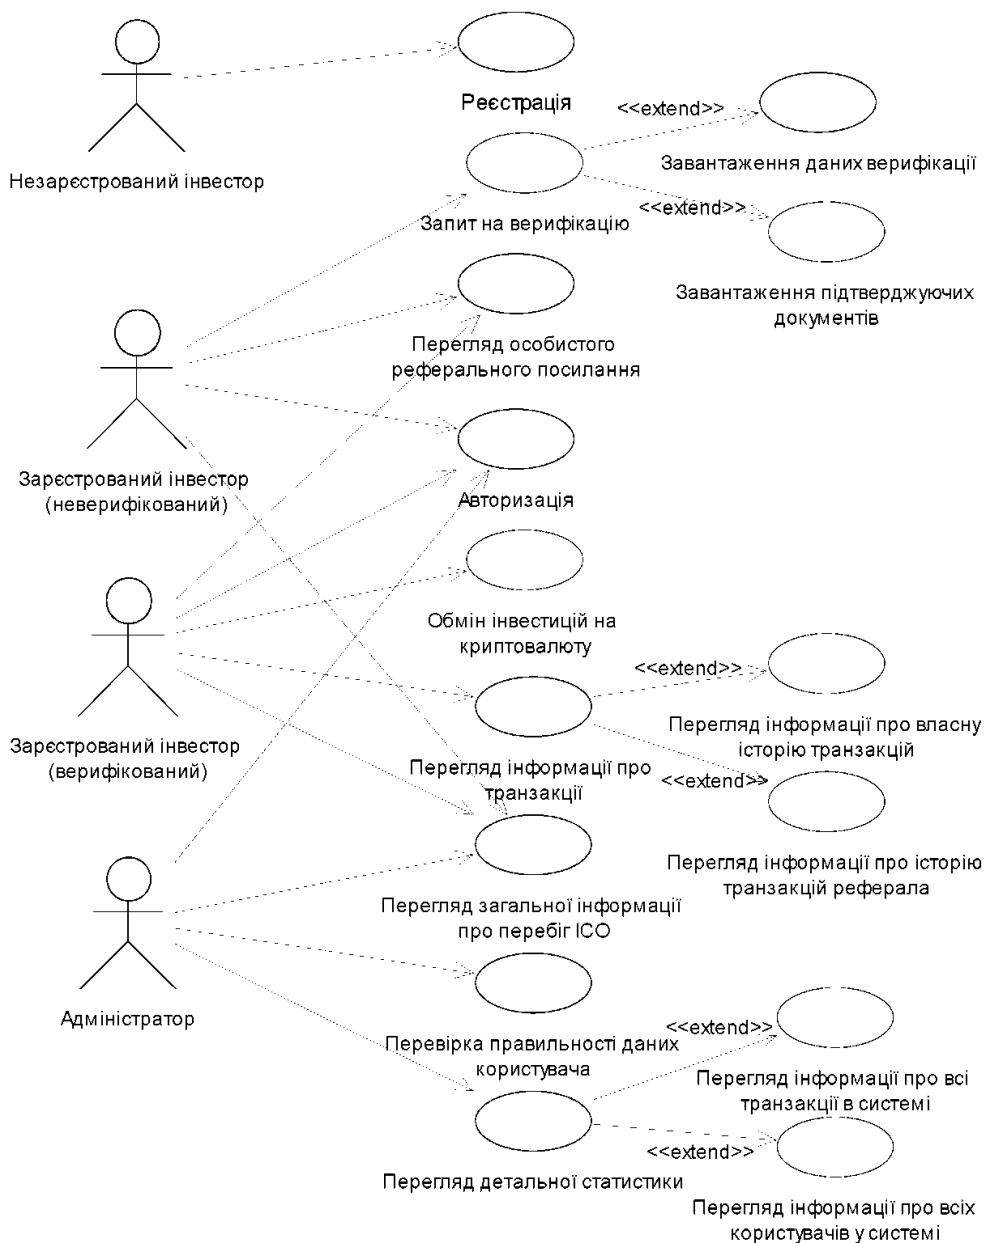 Реєстрація
<<extend>>
Завантаження даних верифікації
Незарєстрований інвестор
<<extend>>
Запит на верифікацію
Завантаження підтверджуючих
документів
Перегляд особистого
реферального посилання
Зарєстрований інвестор
(неверифікований)
Авторизація
Обмін інвестицій на
криптовалюту
<<extend>>
Перегляд інформації про власну
історію транзакцій
Зарєстрований інвестор
(верифікований)
Перегляд інформації про
транзакції
<<extend>>
Перегляд інформації про історію
транзакцій реферала
Перегляд загальної інформації
про перебіг ICO
Адміністратор
<<extend>>
Перевірка правильності даних
користувача
Перегляд інформації про всі
транзакції в системі
<<extend>>
Перегляд детальної статистики
Перегляд інформації про всіх
користувачів у системі